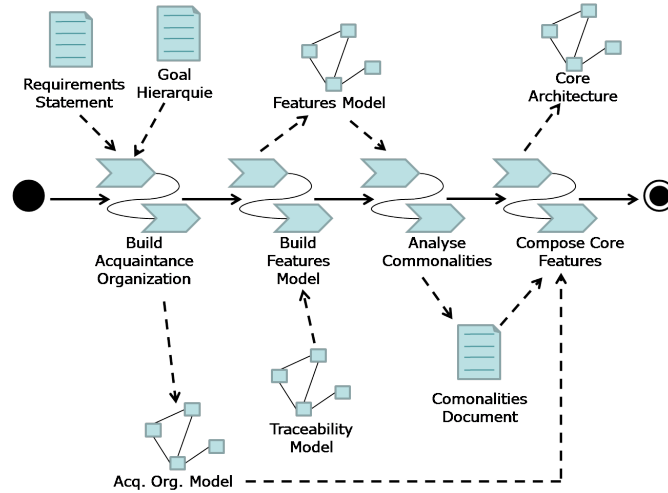 Requirements
Statement
Goal
Hierarquie
Features Model
Core
Architecture
Build
Acquaintance
Organization
Build
Features
Model
Analyse
Commonalities
Compose Core
Features
Comonalities
Document
Traceability
Model
Acq. Org. Model